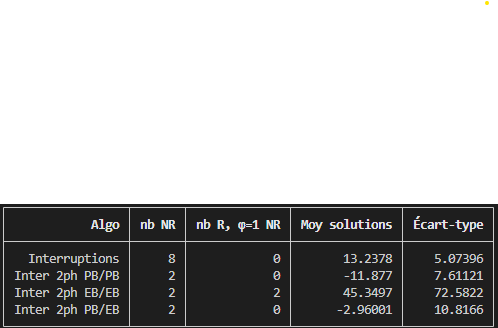 Algo nb NR nb R, φ=1 NR Moy solutions Écart-type
Interruptions 8 0 13.2378 5.07396
Inter 2ph PB/PB 2 0 -11.877 7.61121
Inter 2ph EB/EB 2 2 45.3497 72.5822
Inter 2ph PB/EB 2 0 -2.96001 10.8166